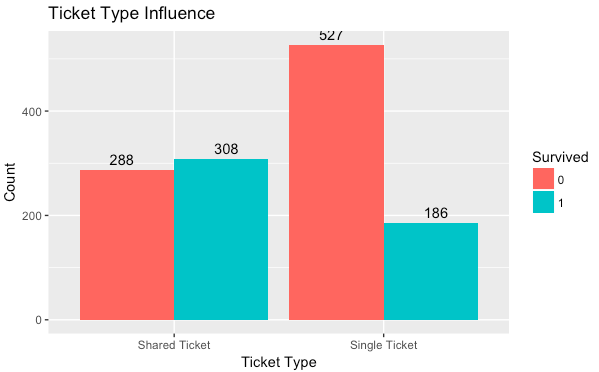 Ticket Type Influence
527
400
308
288
Survived
0
1
200
186
0
Shared Ticket
Single Ticket
Ticket Type
Count